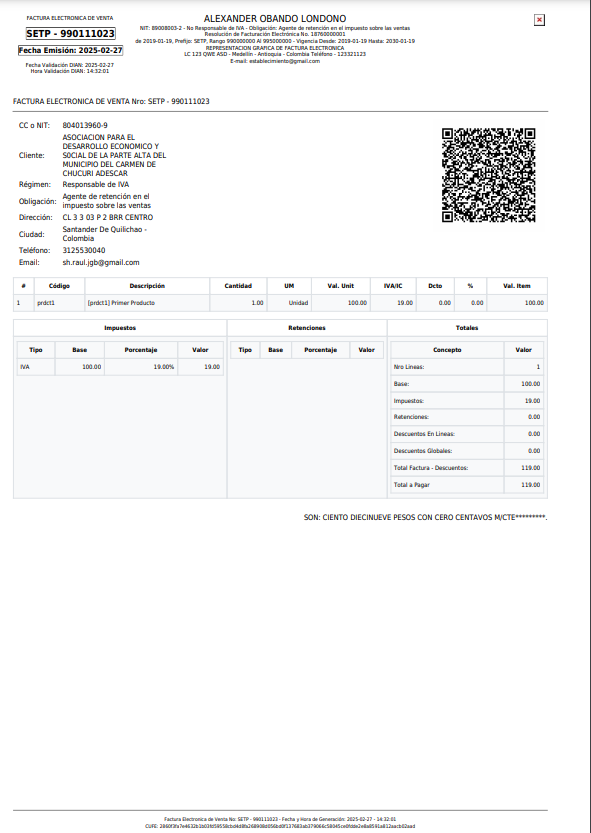 FACTURA ELECTRONICA DE VENTA
SETP - 990111023
Fecha Emisión: 2025-02-27
Fecha Validación DIAN: 2025-02-27
Hora Validación DIAN: 14:32:01
ALEXANDER OBANDO LONDONO
NIT: 89008003-2 - No Responsable de IVA - Obligación: Agente de retención en el impuesto sobre las ventas
Resolución de Facturación Electrónica No. 18760000001
de 2019-01-19, Prefijo: SETP, Rango 990000000 Al 995000000 - Vigencia Desde: 2019-01-19 Hasta: 2030-01-19
REPRESENTACION GRAFICA DE FACTURA ELECTRONICA
LC 123 QWE ASD - Medellín - Antioquia - Colombia Teléfono - 123321123
E-mail: establecimiento@gmail.com
FACTURA ELECTRONICA DE VENTA Nro: SETP - 990111023
CC o NIT: 804013960-9
Cliente: ASOCIACION PARA EL
DESARROLLO ECONOMICO Y
SOCIAL DE LA PARTE ALTA DEL
MUNICIPIO DEL CARMEN DE
CHUCURI ADESCAR
Régimen: Responsable de IVA
Obligación: Agente de retención en el
impuesto sobre las ventas
Dirección: CL 3 3 03 P 2 BRR CENTRO
Ciudad: Santander De Quilichao -
Colombia
Teléfono: 3125530040
Email: sh.raul.jgb@gmail.com
# Código Descripción Cantidad UM Val. Unit IVA/IC Dcto % Val. Item
1 prdct1 [prdct1] Primer Producto 1.00 Unidad 100.00 19.00 0.00 0.00 100.00
Impuestos Retenciones Totales
Tipo Base Porcentaje Valor Tipo Base Porcentaje Valor Concepto Valor
IVA 100.00 19.00% 19.00 Nro Lineas: 1
Base: 100.00
Impuestos: 19.00
Retenciones: 0.00
Descuentos En Lineas: 0.00
Descuentos Globales: 0.00
Total Factura - Descuentos: 119.00
Total a Pagar 119.00
SON: CIENTO DIECINUEVE PESOS CON CERO CENTAVOS M/CTE*********.
Factura Electronica de Venta No: SETP - 990111023 - Fecha y Hora de Generación: 2025-02-27 - 14:32:01
CUFE: